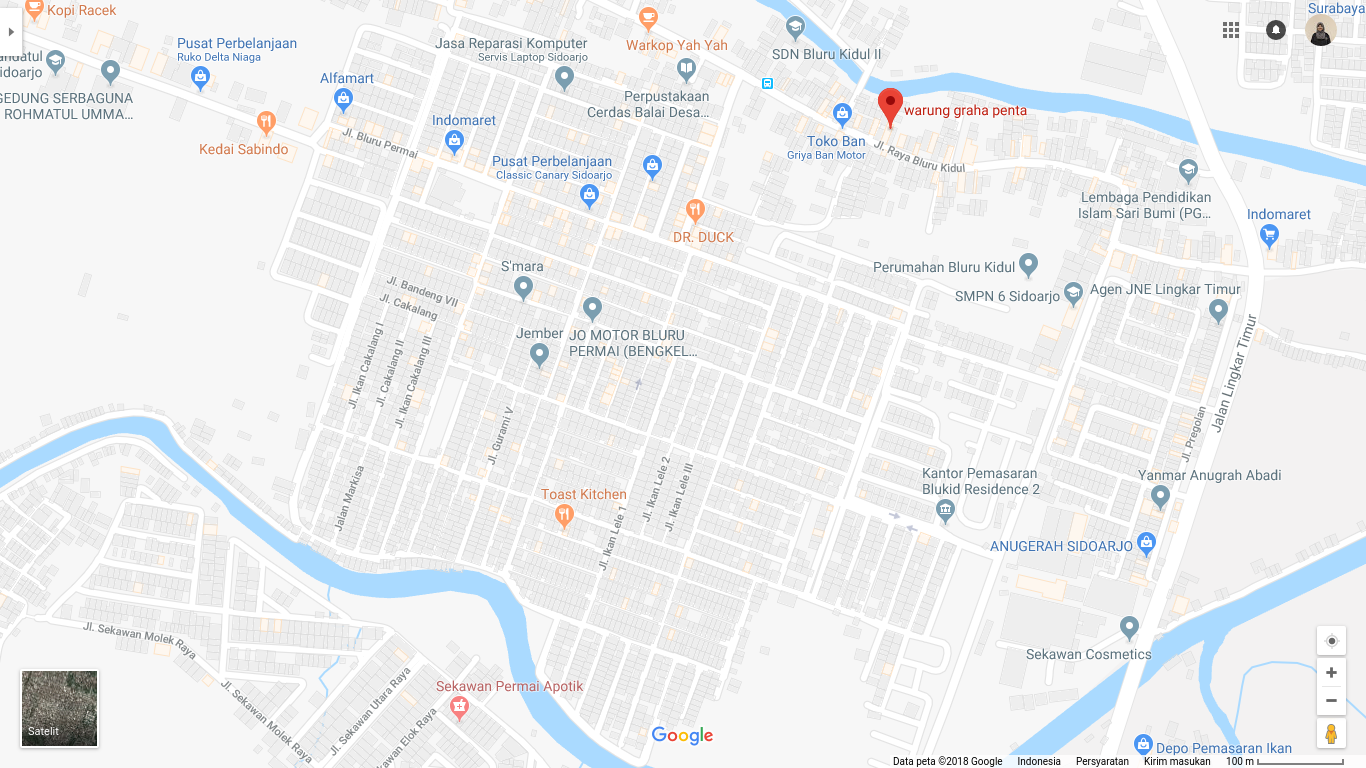 Kopi Racek
Surabaya
Pusat Perbelanjaan
Ruko Delta Niaga
Jasa Reparasi Komputer
Servis Laptop Sidoarjo
Warkop Yah Yah
SDN Bluru Kidul II
Sidoarjo
GEDUNG SERBAGUNA
ROHMATUL UMMA...
Alfamart
Perpustakaan
Cerdas Balai Desa...
warung graha penta
Indomaret
Kedai Sabindo
Jl. Bluru Permai
Toko Ban
Griya Ban Motor
Jl. Raya Bluru Kidul
Pusat Perbelanjaan
Classic Canary Sidoarjo
Lembaga Pendidikan
Islam Sari Bumi (PG...
Indomaret
DR. DUCK
S'mara
Perumahan Bluru Kidul
SMPN 6 Sidoarjo
Agen JNE Lingkar Timur
Jl. Bandeng VII
Jl. Cakalang
Jember
JO MOTOR BLURU
PERMAI (BENGKEL...
Jl. Ikan Cakalang I
Jl. Cakalang II
Jl. Ikan Cakalang III
Jalan Lingkar Timur
Jl. Gurami V
Jl. Pregolan
Kantor Pemasaran
Blukid Residence 2
Yanmar Anugrah Abadi
Jalan Markisa
Toast Kitchen
Jl. Ikan Lele 2
Jl. Ikan Lele III
Jl. Ikan Lele 1
ANUGERAH SIDOARJO
Jl. Sekawan Molek Raya
Sekawan Cosmetics
Sekawan Permai Apotik
Jl. Sekawan Molek Raya
Jl. Sekawan Utara Raya
Sekawan Elok Raya
Satelit
Google
Depo Pemasaran Ikan
Data peta ©2018 Google Indonesia Persyaratan Kirim masukan 100 m